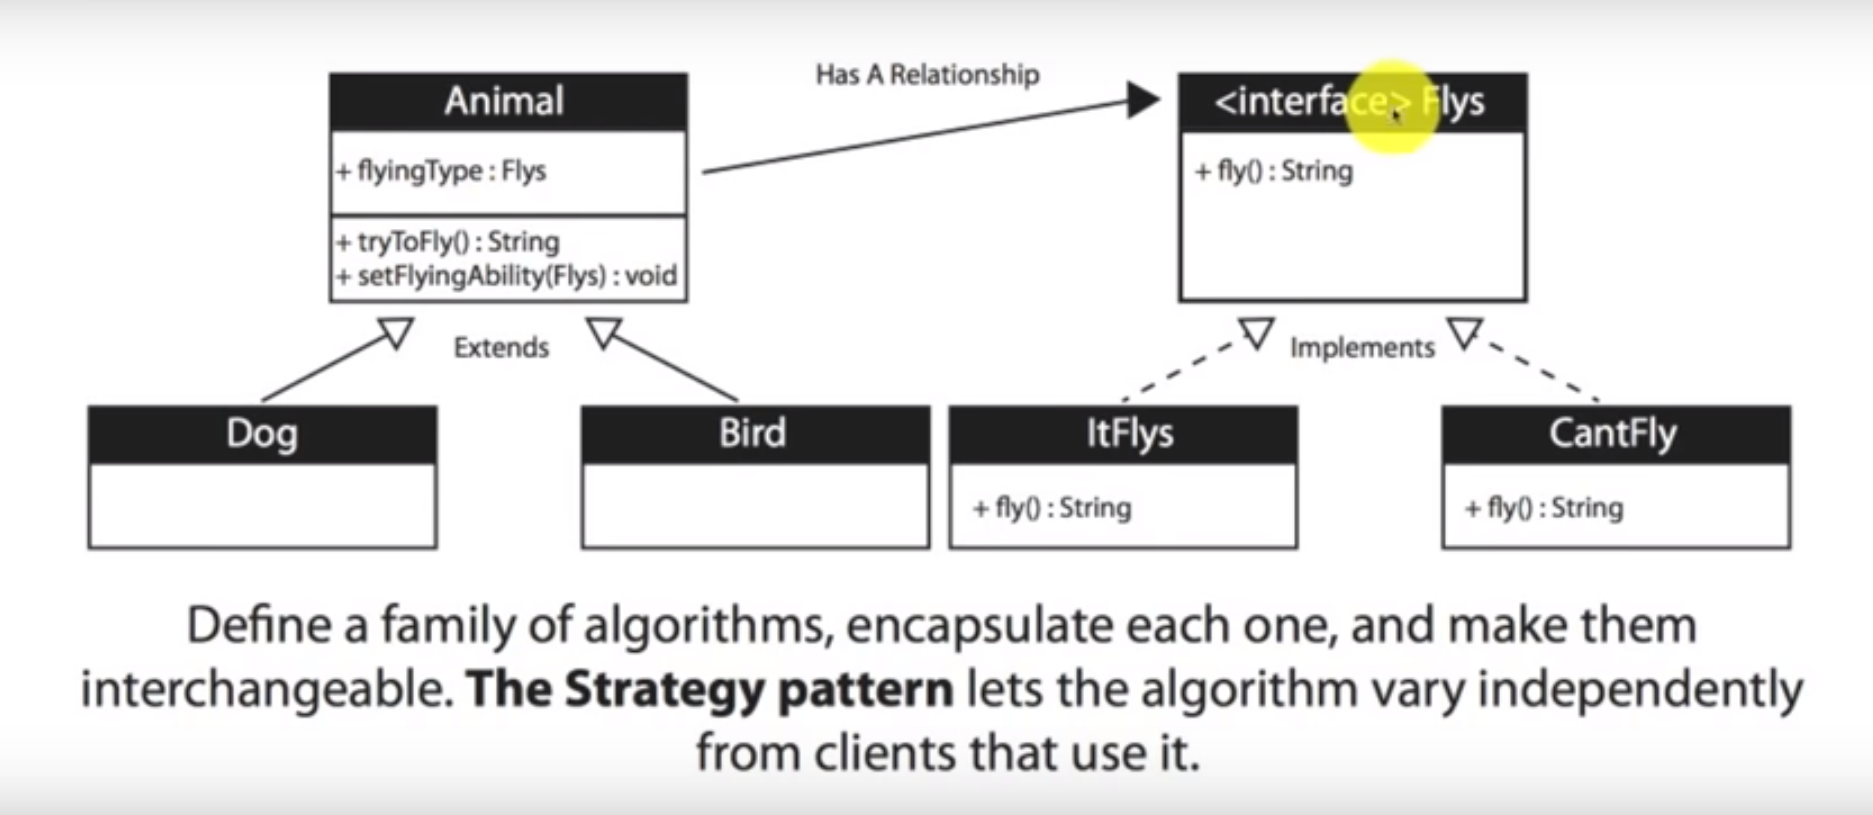 Has A Relationship
Animal
<interface> Flys
+ flyingType : Flys
+ fly() : String
+ tryToFly() : String
+ setFlyingAbility(Flys) : void
Extends
Implements
Dog
Bird
ItFlys
CantFly
+ fly() : String
+ fly() : String
Define a family of algorithms, encapsulate each one, and make them
interchangeable. The Strategy pattern lets the algorithm vary independently
from clients that use it.